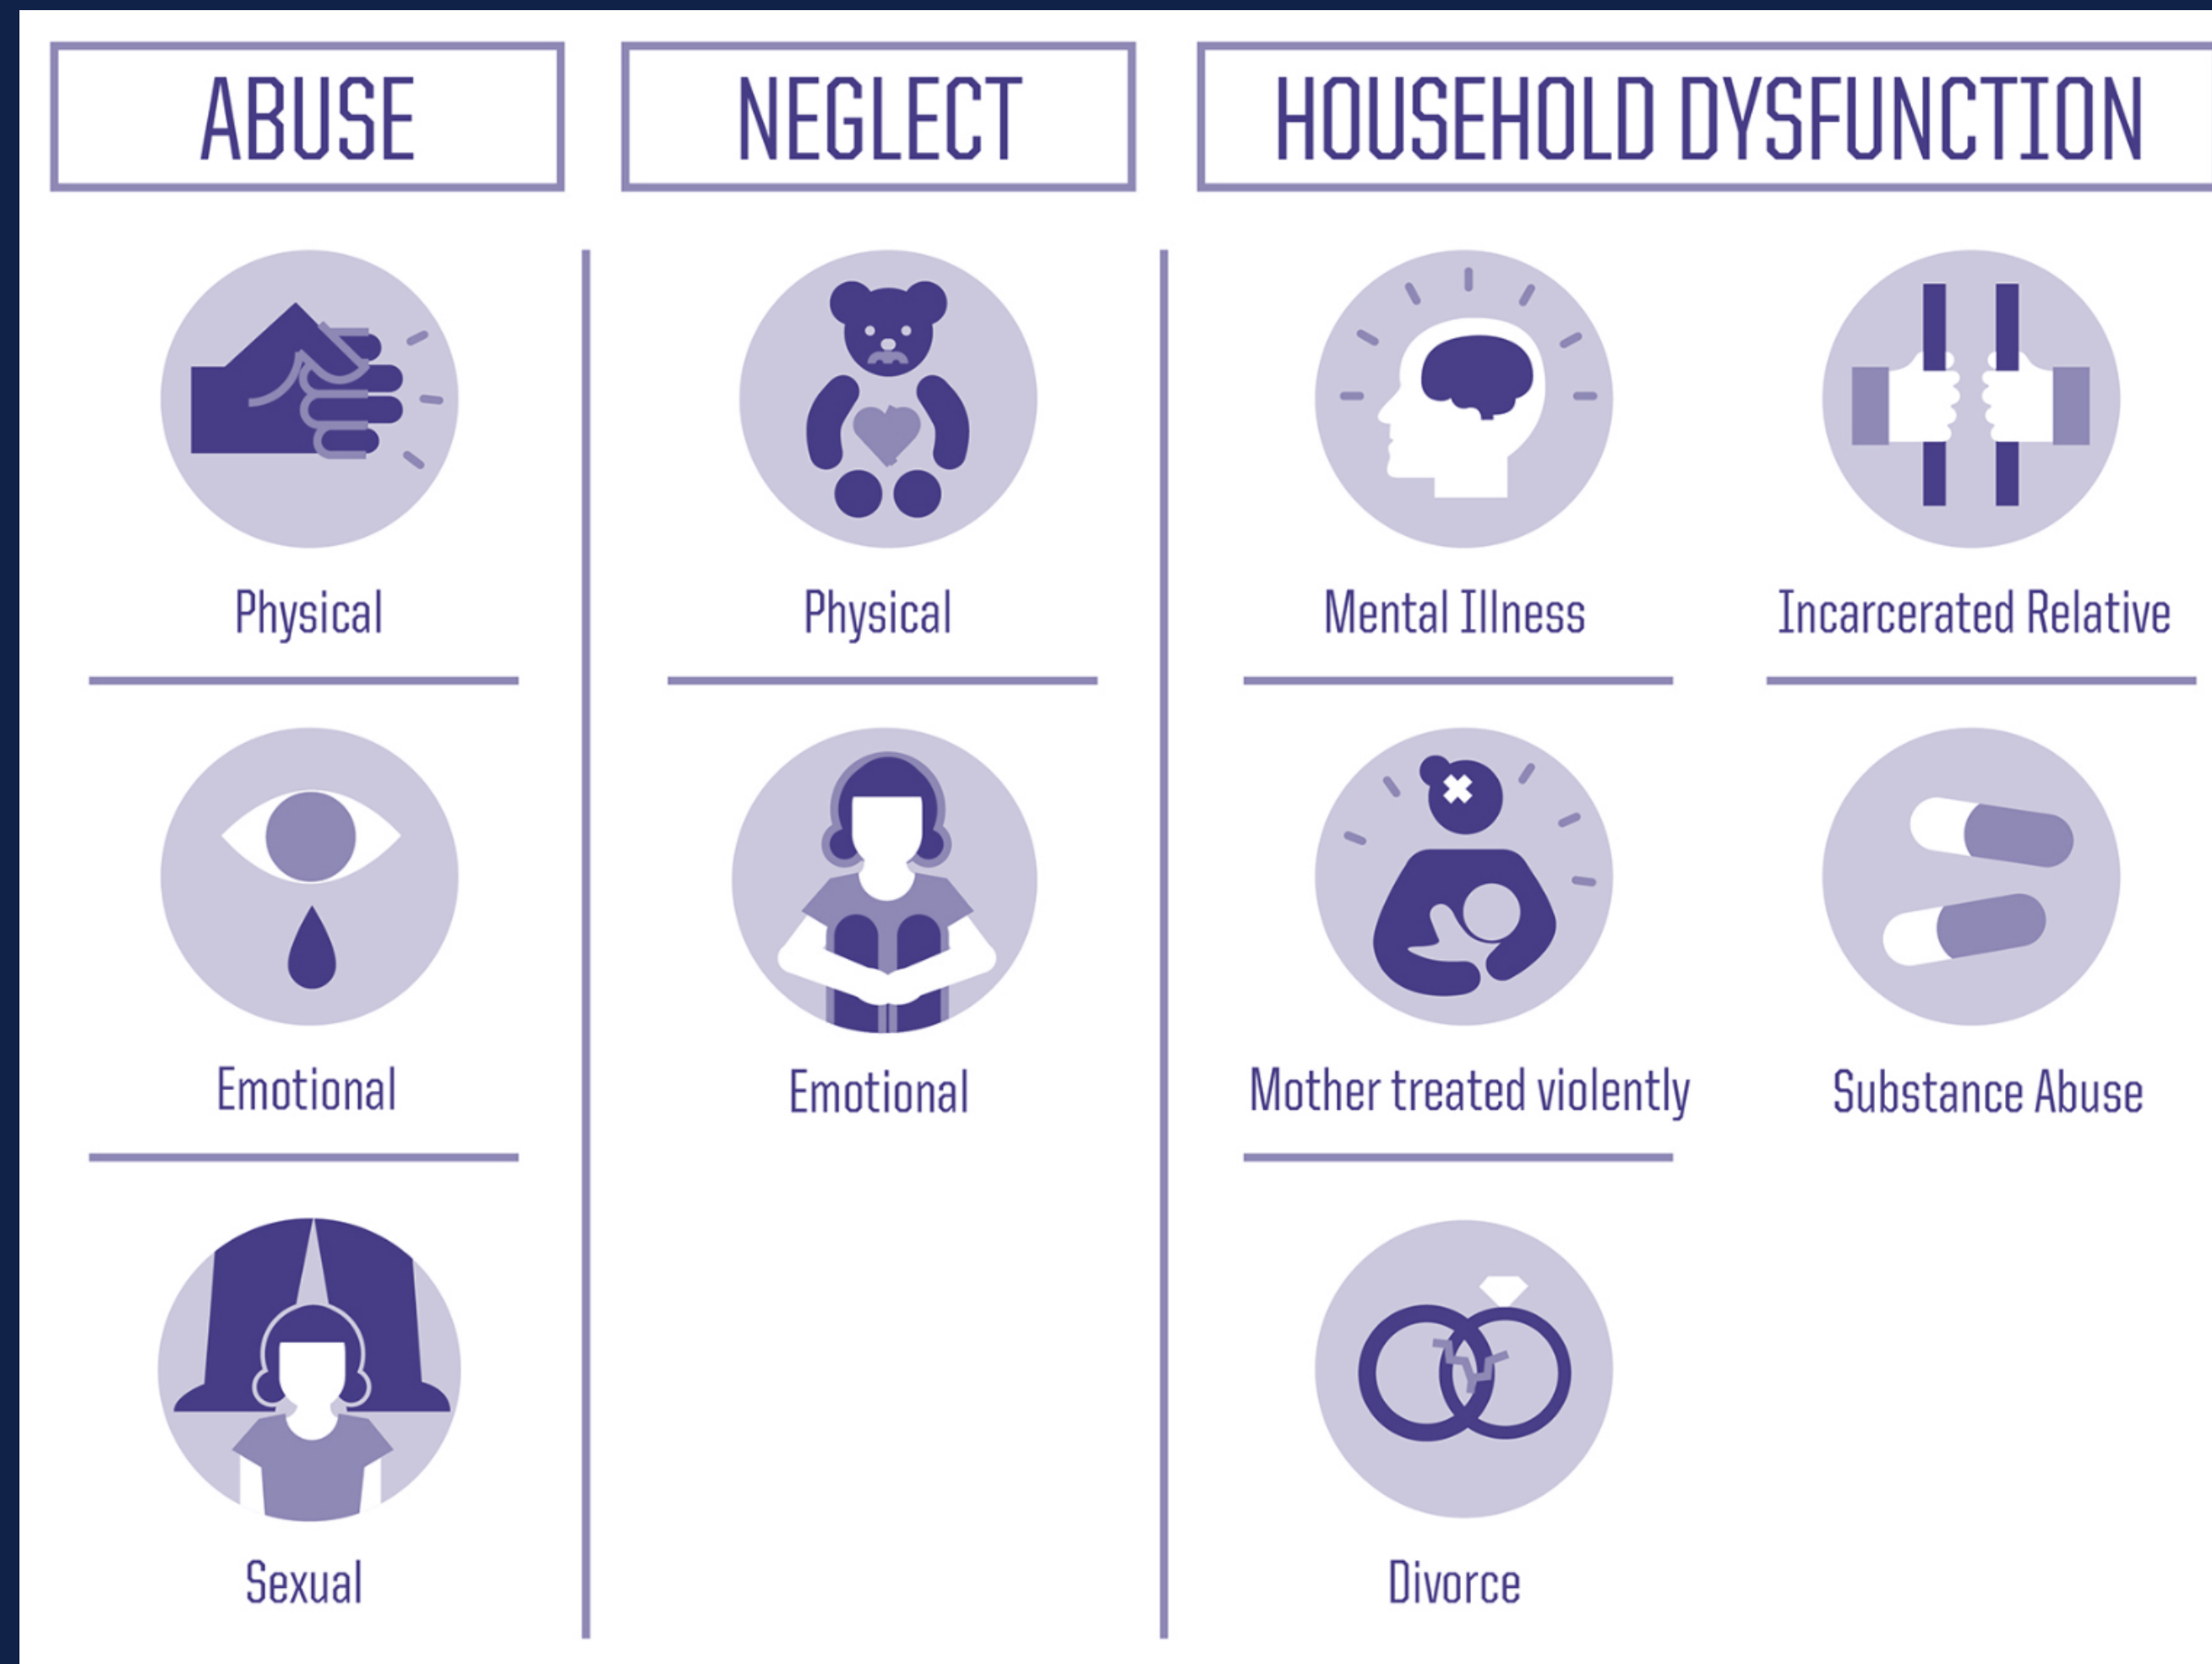 ABUSE
Physical
Emotional
Sexual
NEGLECT
Physical
Emotional
HOUSEHOLD DYSFUNCTION
Mental Illness
Incarcerated Relative
Mother treated violently
Substance Abuse
Divorce